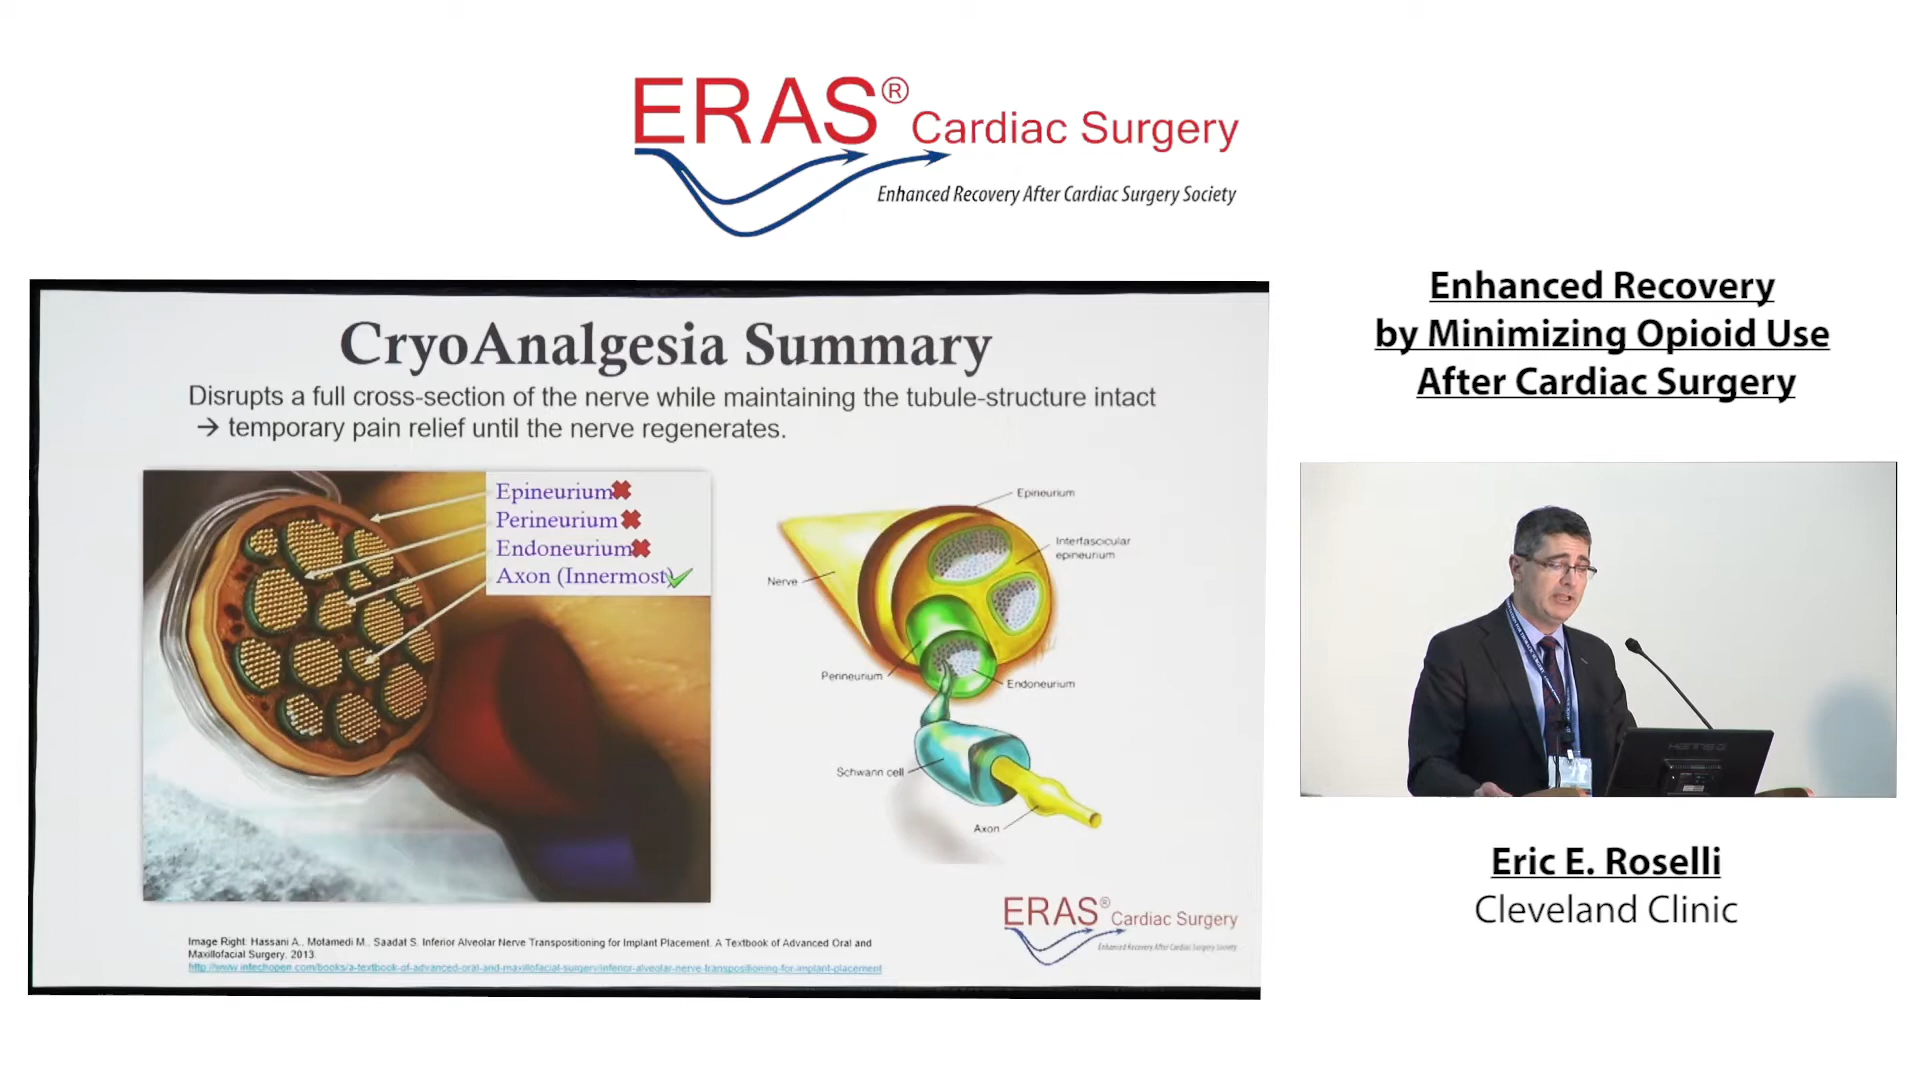 ERAS® Cardiac Surgery
Enhanced Recovery After Cardiac Surgery Society
CryoAnalgesia Summary
Disrupts a full cross-section of the nerve while maintaining the tubule-structure intact
→ temporary pain relief until the nerve regenerates.
Epineurium
Perineurium
Endoneurium
Axon (Innermost)
Epineurium
Interfascicular
epineurium
Nerve
Perineurium
Endoneurium
Schwann cell
Axon
ERAS® Cardiac Surgery
Enhanced Recovery After Cardiac Surgery Society
Image Right: Hassani A., Motamedi M., Saadat S. Inferior Alveolar Nerve Transpositioning for Implant Placement. A Textbook of Advanced Oral and
Maxillofacial Surgery. 2013.
http://www.intechopen.com/books/a-textbook-of-advanced-oral-and-maxillofacial-surgery/inferior-alveolar-nerve-transpositioning-for-implant-placement
Enhanced Recovery
by Minimizing Opioid Use
After Cardiac Surgery
Eric E. Roselli
Cleveland Clinic